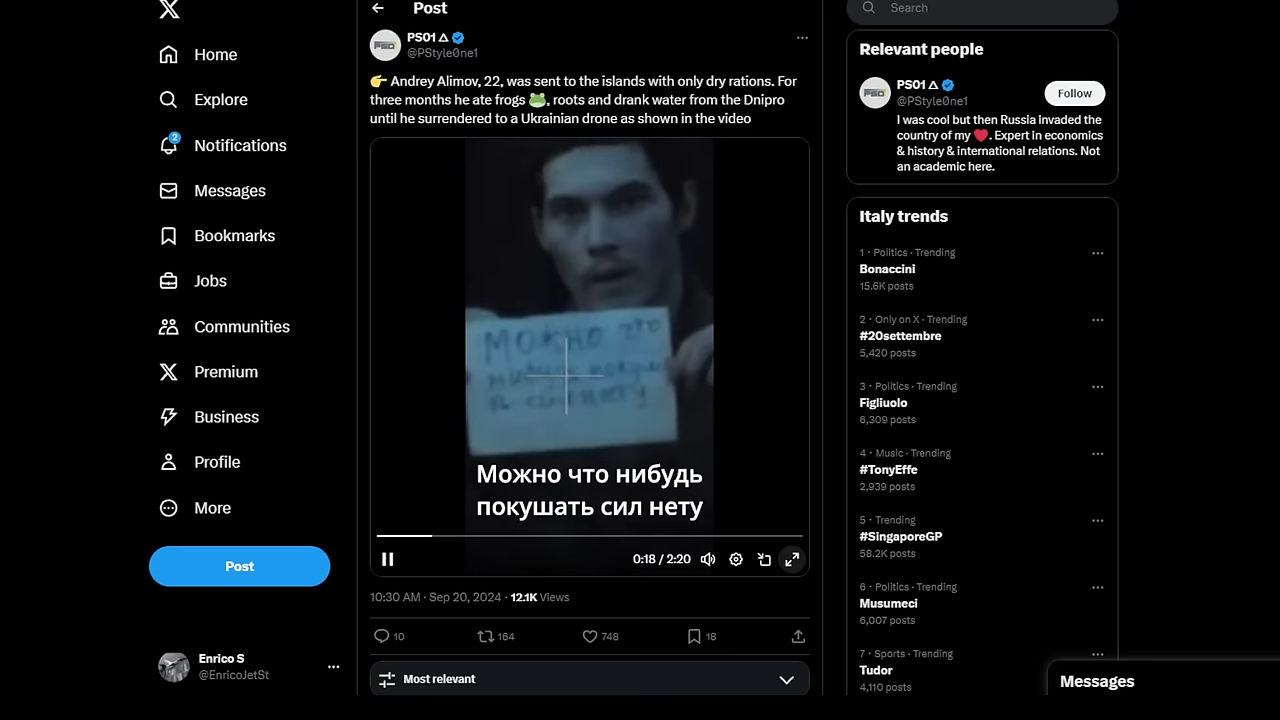 Home
Explore
2
Notifications
Messages
Bookmarks
Jobs
Communities
Premium
Business
Profile
More
Post
Enrico S
@EnricoJetSt
Post
PS01 Δ
@PStyle0ne1
👉 Andrey Alimov, 22, was sent to the islands with only dry rations. For
three months he ate frogs 🐸, roots and drank water from the Dnipro
until he surrendered to a Ukrainian drone as shown in the video
МОЖНО что
нибудь покуша
сил нету
Можно что нибудь
покушать сил нету
0:18 / 2:20
10:30 AM · Sep 20, 2024 · 12.1K Views
10
164
748
18
Most relevant
Search
Relevant people
PS01 Δ
@PStyle0ne1
Follow
I was cool but then Russia invaded the
country of my ❤️. Expert in economics
& history & international relations. Not
an academic here.
Italy trends
1 · Politics · Trending
Bonaccini
15.6K posts
2 · Only on X · Trending
#20settembre
5,420 posts
3 · Politics · Trending
Figliuolo
6,309 posts
4 · Music · Trending
#TonyEffe
2,939 posts
5 · Trending
#SingaporeGP
58.2K posts
6 · Politics · Trending
Musumeci
6,007 posts
7 · Sports · Trending
Tudor
4,110 posts
Messages